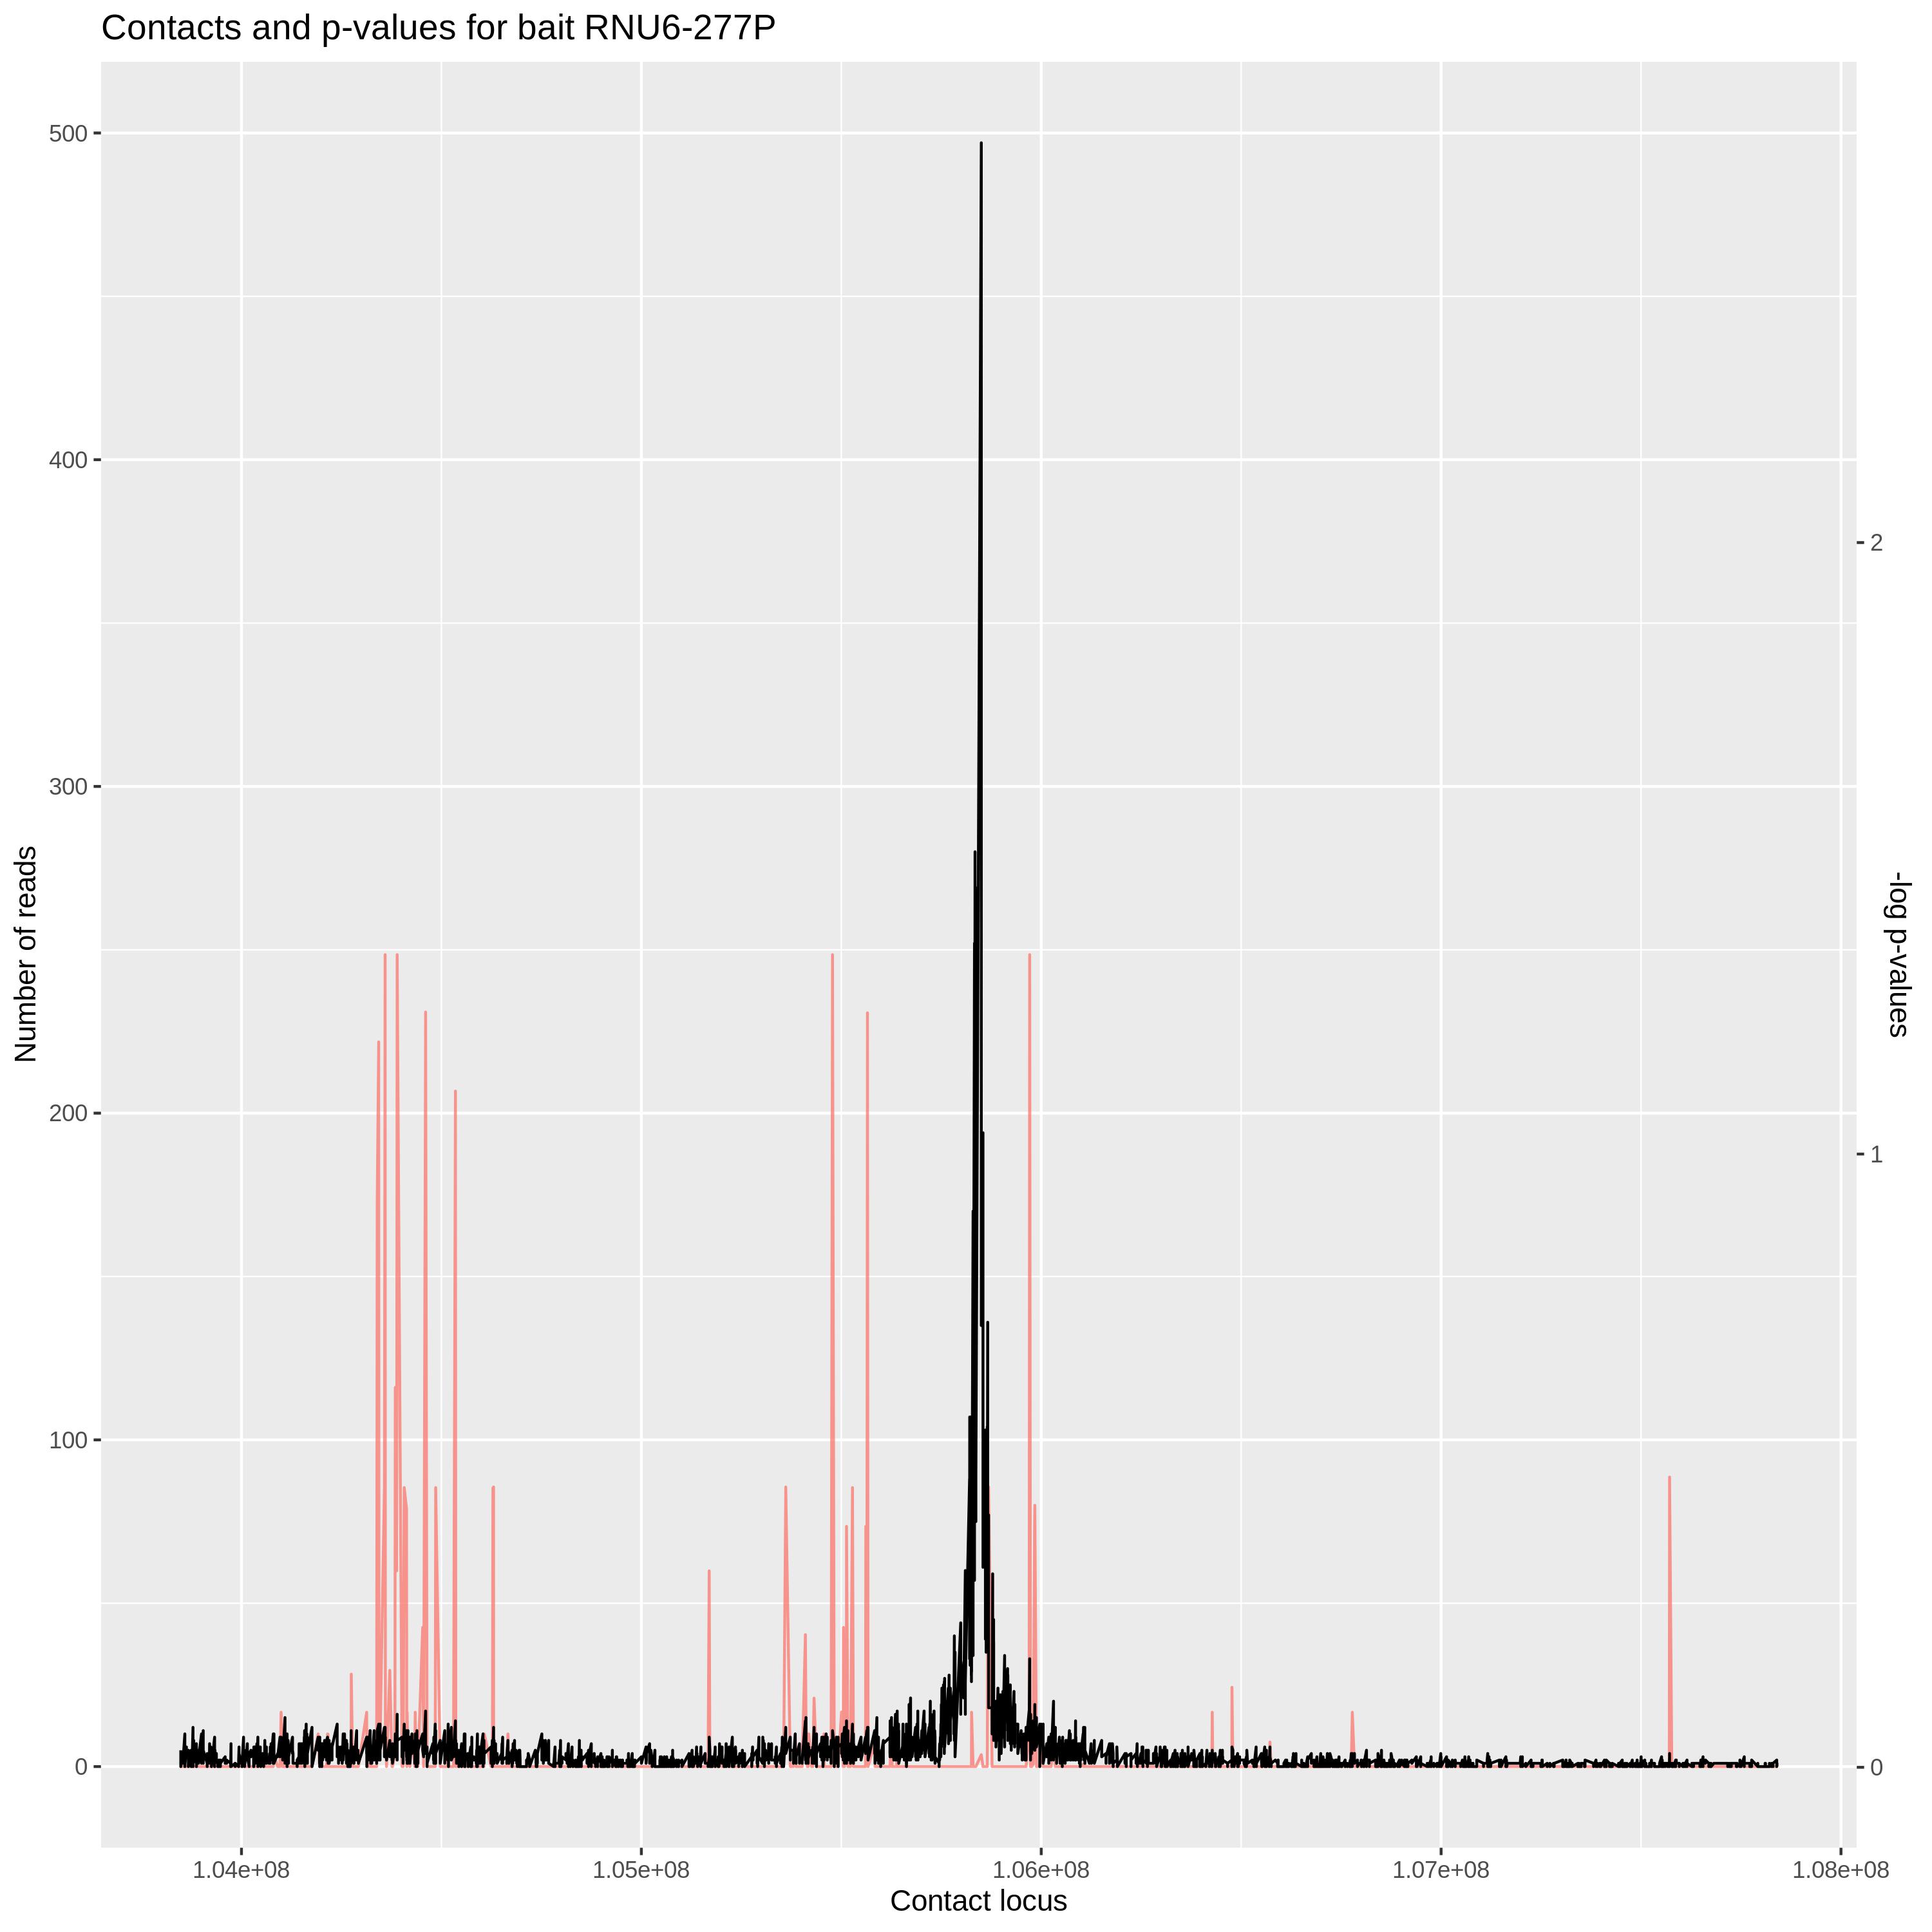 Contacts and p-values for bait RNU6-277P
500
400
300
200
100
0
Number of reads
2
1
0
-log p-values
1.04e+08 1.05e+08 1.06e+08 1.07e+08 1.08e+08
Contact locus